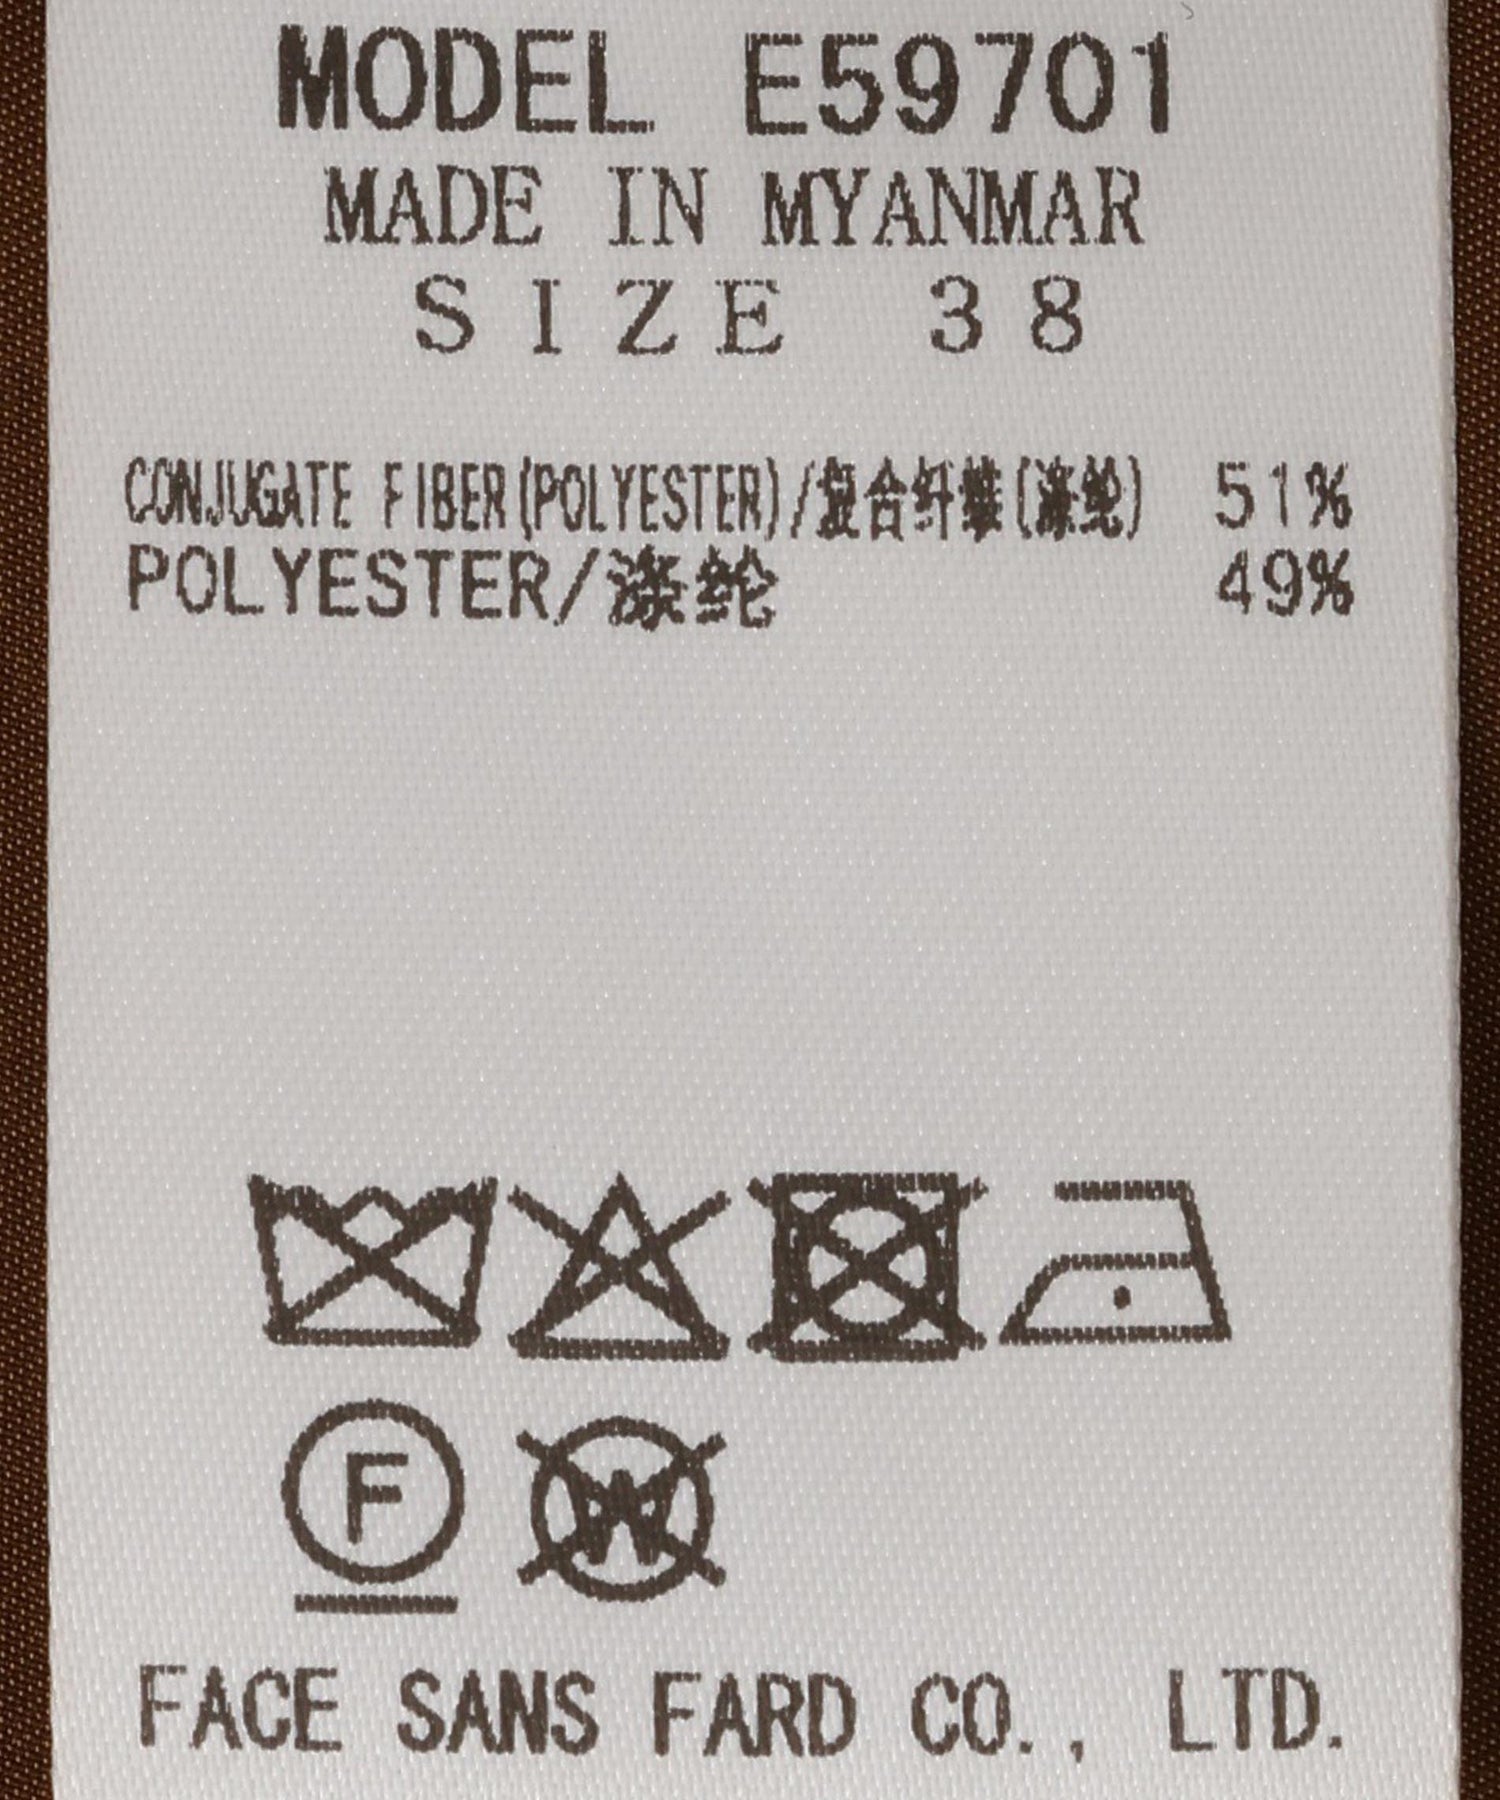 MODEL E59701
MADE IN MYANMAR
SIZE 38
CONJUGATE FIBER(POLYESTER)/复合纤维(涤纶) 51%
POLYESTER/涤纶 49%
F W
FACE SANS FARD CO., LTD.